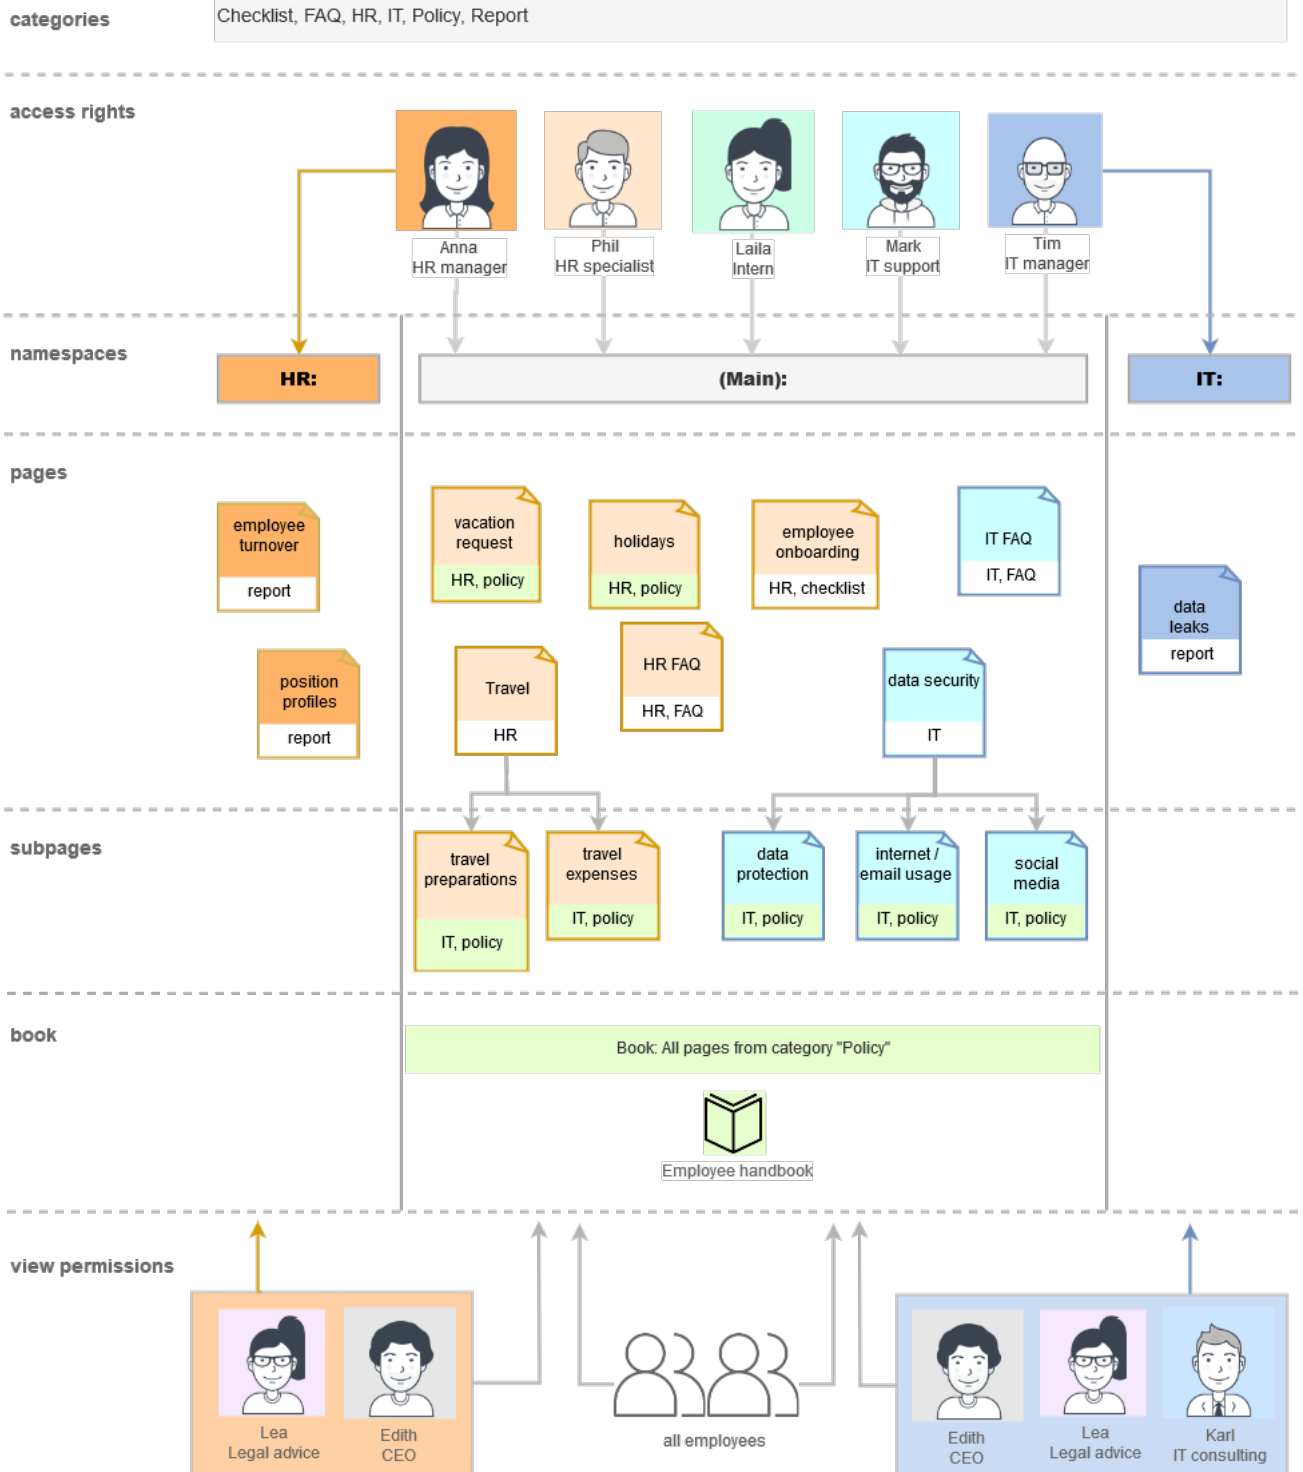 categories
Checklist, FAQ, HR, IT, Policy, Report
access rights
Anna
HR manager
Phil
HR specialist
Laila
Intern
Mark
IT support
Tim
IT manager
namespaces
HR:
(Main):
IT:
pages
employee
turnover
report
position
profiles
report
vacation
request
HR, policy
holidays
HR, policy
employee
onboarding
HR, checklist
IT FAQ
IT, FAQ
Travel
HR
HR FAQ
HR, FAQ
data security
IT
data
leaks
report
subpages
travel
preparations
IT, policy
travel
expenses
IT, policy
data
protection
IT, policy
internet /
email usage
IT, policy
social
media
IT, policy
book
Book: All pages from category "Policy"
Employee handbook
view permissions
Lea
Legal advice
Edith
CEO
all employees
Edith
CEO
Lea
Legal advice
Karl
IT consulting